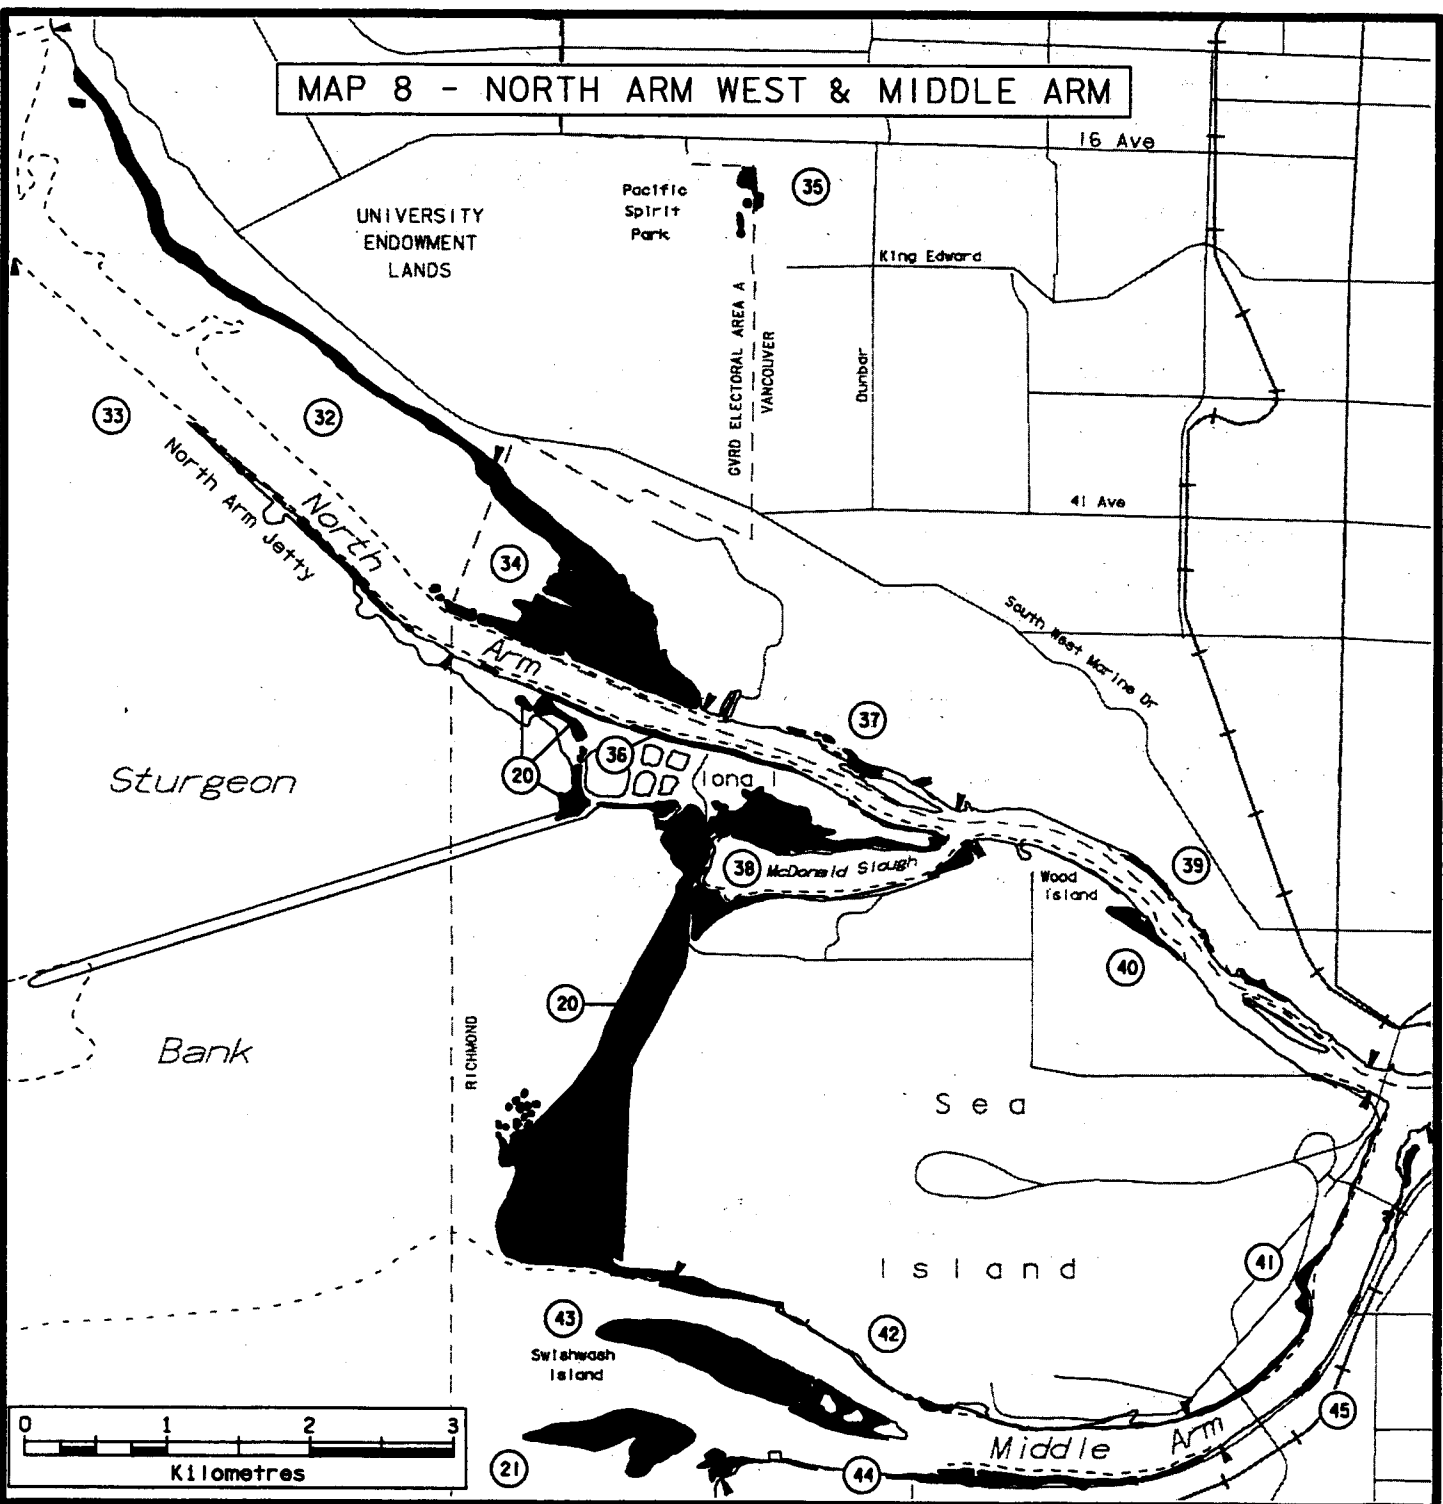 MAP 8 - NORTH ARM WEST & MIDDLE ARM
16 Ave
Pacific
Spirit
Park
35
UNIVERSITY
ENDOWMENT
LANDS
King Edward
GVRD ELECTORAL AREA A
VANCOUVER
Dunbar
33
32
North Arm Jetty
North
41 Ave
34
South West Marine Dr
Arm
37
36
20
Iona I
Sturgeon
38
McDonald Slough
39
Wood
Island
40
20
Bank
RICHMOND
Sea
Island
41
43
42
Swishwash
Island
45
Middle
Arm
44
21
0 1 2 3
Kilometres